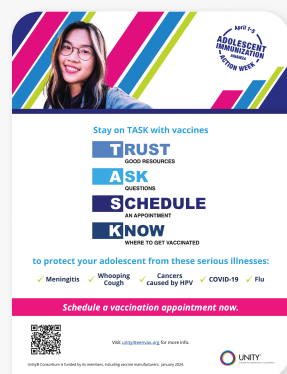 April 1-5
ADOLESCENT
IMMUNIZATION
ACTION WEEK
Stay on TASK with vaccines
TRUST
GOOD RESOURCES
ASK
QUESTIONS
SCHEDULE
AN APPOINTMENT
KNOW
WHERE TO GET VACCINATED
to protect your adolescent from these serious illnesses:
Meningitis
Whooping
Cough
Cancers
caused by HPV
COVID-19
Flu
Schedule a vaccination appointment now.
Visit unity@teenvax.org for more info.
UNITY
Unity® Consortium is funded by its members, including vaccine manufacturers. January 2024.